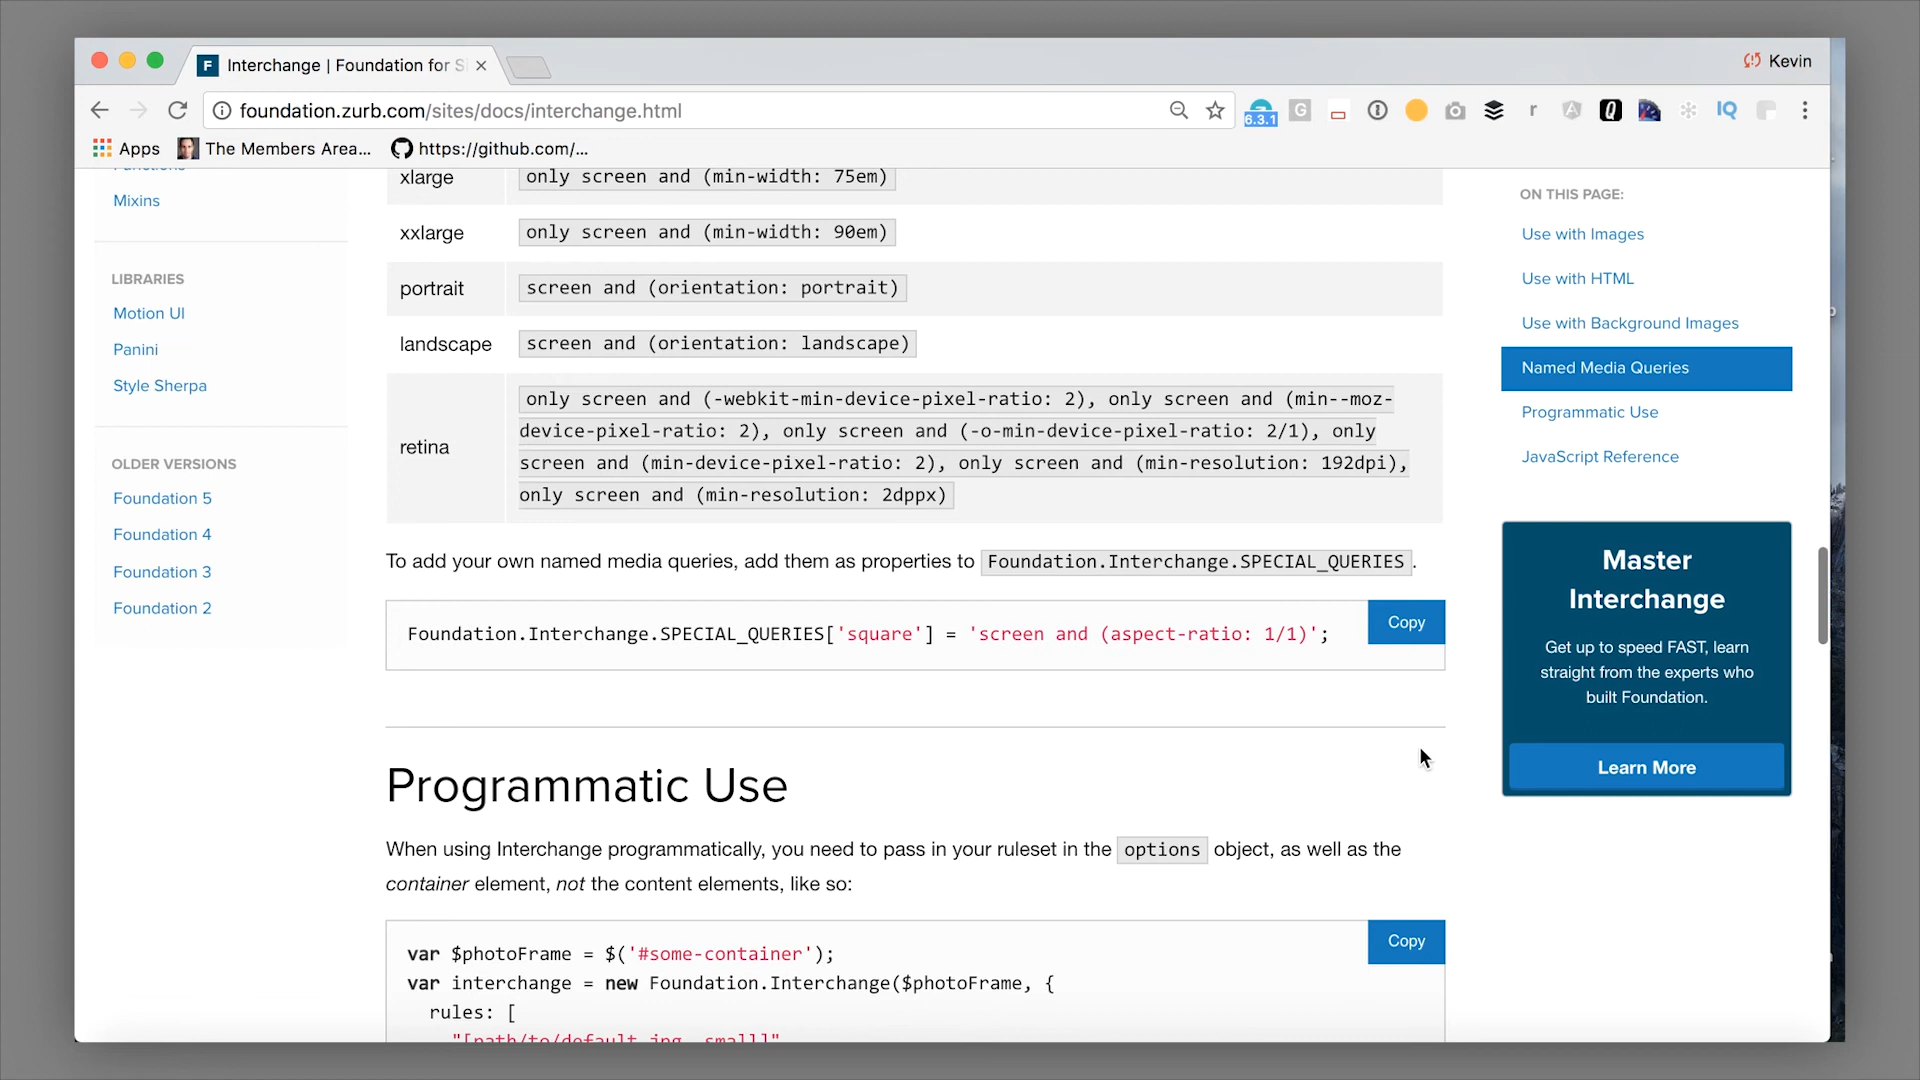 Interchange | Foundation for S
Kevin
foundation.zurb.com/sites/docs/interchange.html
6.3.1
Apps
The Members Area...
https://github.com/...
Functions
Mixins
LIBRARIES
Motion UI
Panini
Style Sherpa
OLDER VERSIONS
Foundation 5
Foundation 4
Foundation 3
Foundation 2
xlarge only screen and (min-width: 75em)
xxlarge only screen and (min-width: 90em)
portrait screen and (orientation: portrait)
landscape screen and (orientation: landscape)
retina
only screen and (-webkit-min-device-pixel-ratio: 2), only screen and (min--moz-
device-pixel-ratio: 2), only screen and (-o-min-device-pixel-ratio: 2/1), only
screen and (min-device-pixel-ratio: 2), only screen and (min-resolution: 192dpi),
only screen and (min-resolution: 2dppx)
To add your own named media queries, add them as properties to Foundation.Interchange.SPECIAL_QUERIES.
Foundation.Interchange.SPECIAL_QUERIES['square'] = 'screen and (aspect-ratio: 1/1)';
Copy
Programmatic Use
When using Interchange programmatically, you need to pass in your ruleset in the options object, as well as the
container element, not the content elements, like so:
Copy
var $photoFrame = $('#some-container');
var interchange = new Foundation.Interchange($photoFrame, {
rules: [
"[path/to/default.jpg, small]"
ON THIS PAGE:
Use with Images
Use with HTML
Use with Background Images
Named Media Queries
Programmatic Use
JavaScript Reference
Master
Interchange
Get up to speed FAST, learn
straight from the experts who
built Foundation.
Learn More